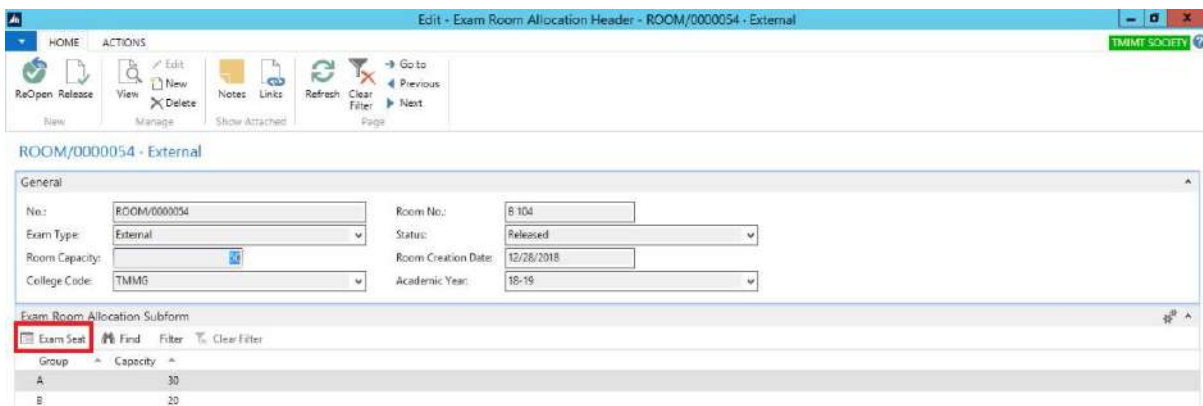 Edit - Exam Room Allocation Header - ROOM/0000054 - External
HOME ACTIONS
TMIMT SOCIETY
ReOpen Release View Edit New Delete Notes Links Refresh Clear Filter Go to Previous Next
New Manage Show Attached Page
ROOM/0000054 - External
General
No.: ROOM/0000054 Room No.: B 104
Exam Type: External Status: Released
Room Capacity: 50 Room Creation Date: 12/28/2018
College Code: TMMG Academic Year: 18-19
Exam Room Allocation Subform
Exam Seat Find Filter Clear Filter
Group Capacity
A 30
B 20